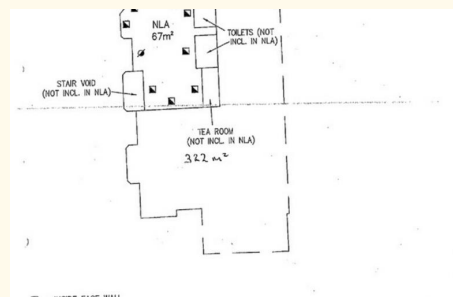 NLA
67m²
TOILETS (NOT
INCL. IN NLA)
STAIR VOID
(NOT INCL. IN NLA)
TEA ROOM
(NOT INCL. IN NLA)
322 m²